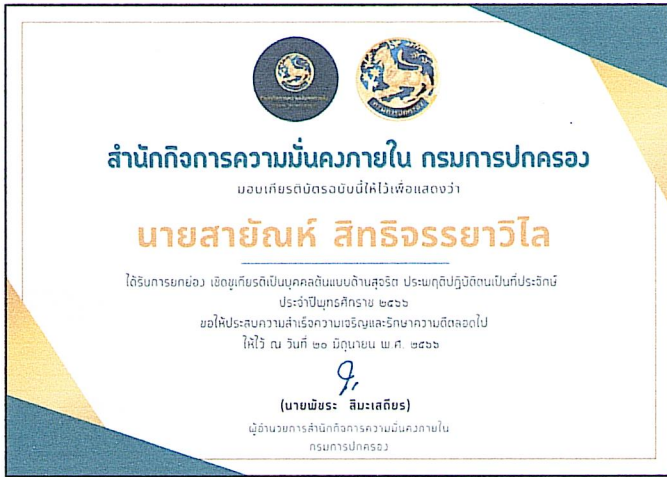 กรมการปกครอง
สำนักกิจการความมั่นคงภายใน กรมการปกครอง
มอบเกียรติบัตรฉบับนี้ให้ไว้เพื่อแสดงว่า
นายสายัณห์ สิทธิจรรยาวิไล
ได้รับการยกย่อง เชิดชูเกียรติเป็นบุคคลต้นแบบด้านสุจริต ประพฤติปฏิบัติตนเป็นที่ประจักษ์
ประจำปีพุทธศักราช ๒๕๖๖
ขอให้ประสบความสำเร็จความเจริญและรักษาความดีตลอดไป
ให้ไว้ ณ วันที่ ๒๐ มิถุนายน พ.ศ. ๒๕๖๖
(นายพัชระ สิมะเสถียร)
ผู้อำนวยการสำนักกิจการความมั่นคงภายใน
กรมการปกครอง